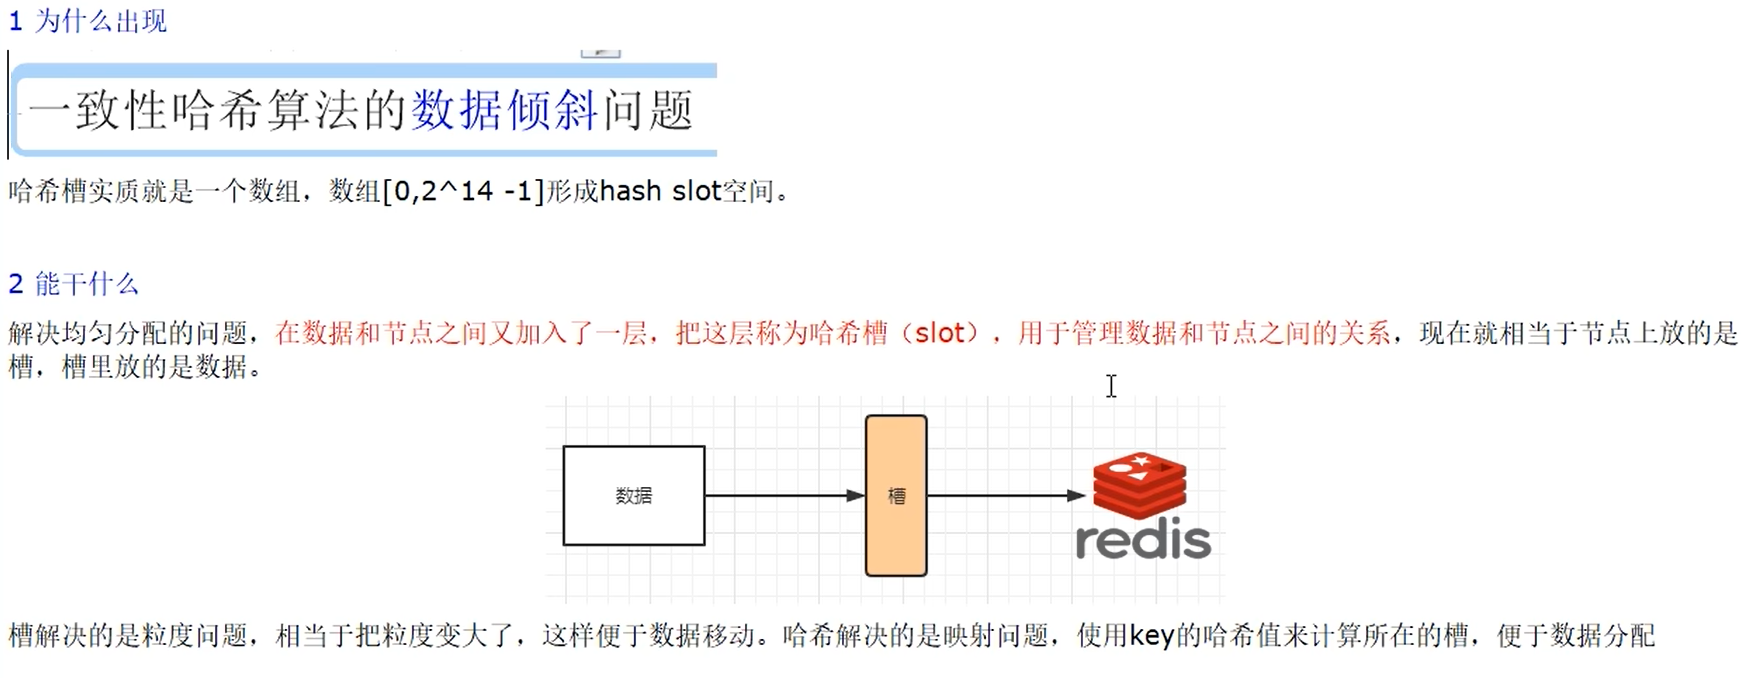 1 为什么出现
一致性哈希算法的数据倾斜问题
哈希槽实质就是一个数组，数组[0,2^14 -1]形成hash slot空间。
2 能干什么
解决均匀分配的问题，在数据和节点之间又加入了一层，把这层称为哈希槽（slot），用于管理数据和节点之间的关系，现在就相当于节点上放的是
槽，槽里放的是数据。
数据
槽
redis
槽解决的是粒度问题，相当于把粒度变大了，这样便于数据移动。哈希解决的是映射问题，使用key的哈希值来计算所在的槽，便于数据分配